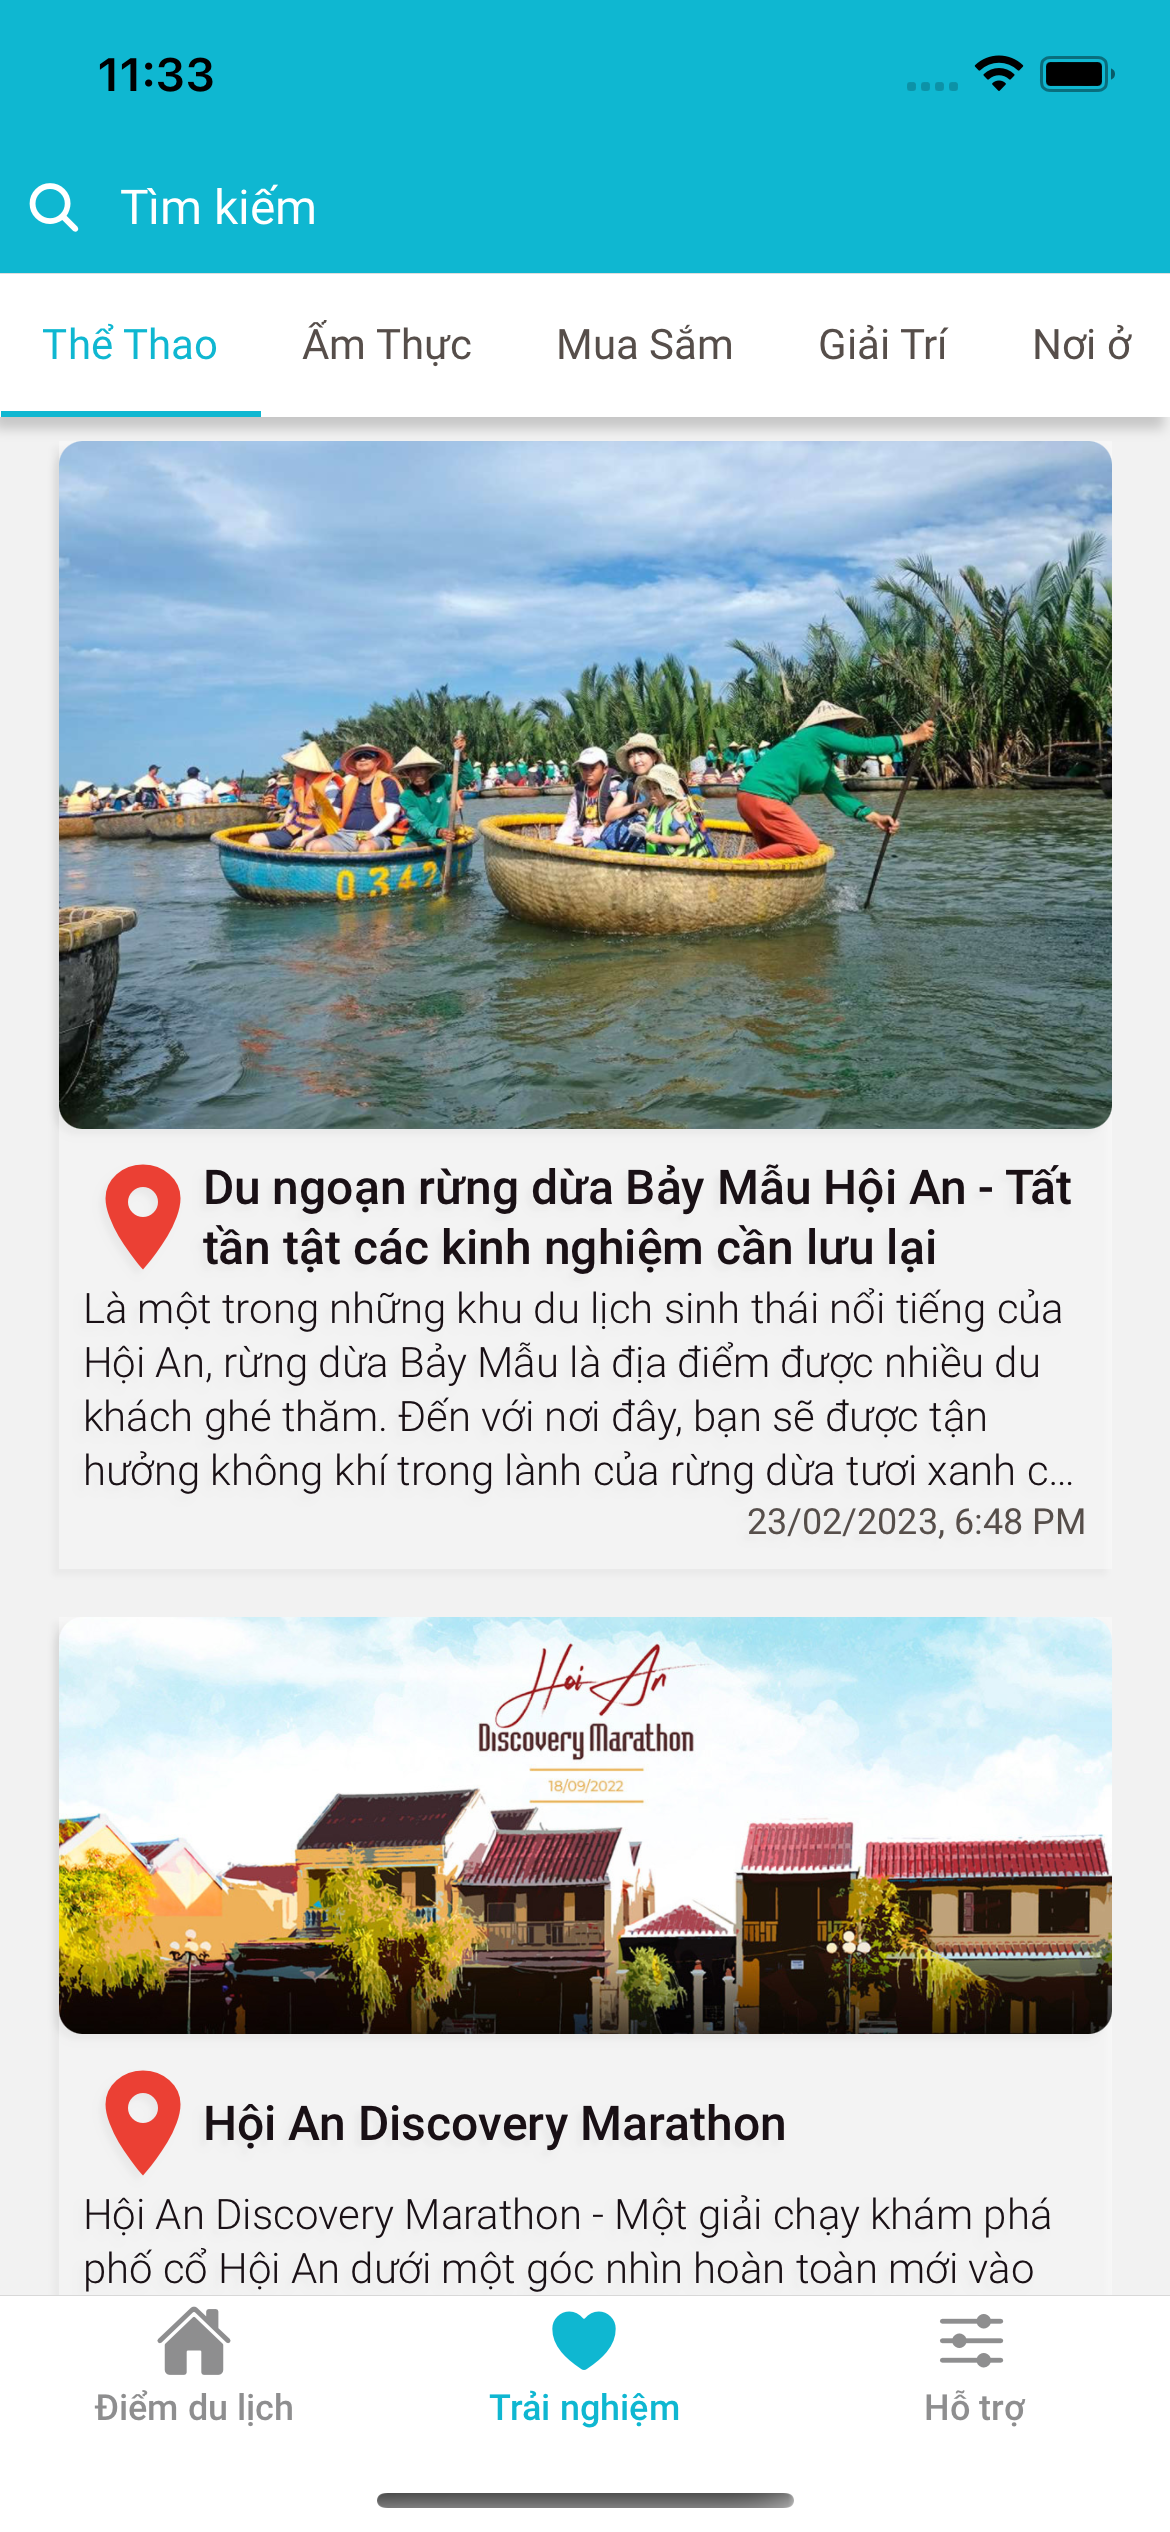 11:33
Tìm kiếm
Thể Thao Ẩm Thực Mua Sắm Giải Trí Nơi ở
0342
Du ngoạn rừng dừa Bảy Mẫu Hội An - Tất
tần tật các kinh nghiệm cần lưu lại
Là một trong những khu du lịch sinh thái nổi tiếng của
Hội An, rừng dừa Bảy Mẫu là địa điểm được nhiều du
khách ghé thăm. Đến với nơi đây, bạn sẽ được tận
hưởng không khí trong lành của rừng dừa tươi xanh c...
23/02/2023, 6:48 PM
Hoi An
Discovery Marathon
18/09/2022
Hội An Discovery Marathon
Hội An Discovery Marathon - Một giải chạy khám phá
phố cổ Hội An dưới một góc nhìn hoàn toàn mới vào
Điểm du lịch Trải nghiệm Hỗ trợ